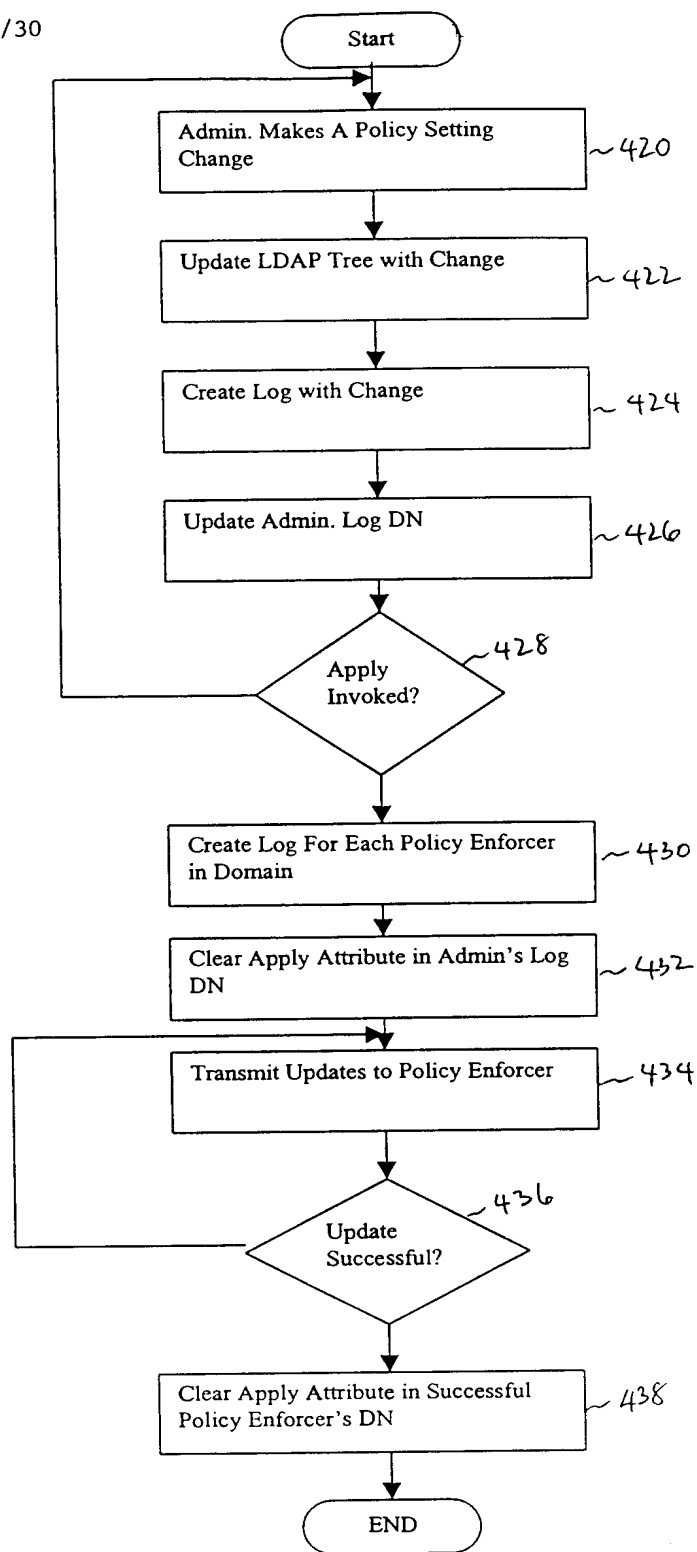 /30
Start
Admin. Makes A Policy Setting
Change
~420
Update LDAP Tree with Change
~422
Create Log with Change
~424
Update Admin. Log DN
~426
~428
Apply
Invoked?
Create Log For Each Policy Enforcer
in Domain
~430
Clear Apply Attribute in Admin's Log
DN
~432
Transmit Updates to Policy Enforcer
~434
~436
Update
Successful?
Clear Apply Attribute in Successful
Policy Enforcer's DN
~438
END